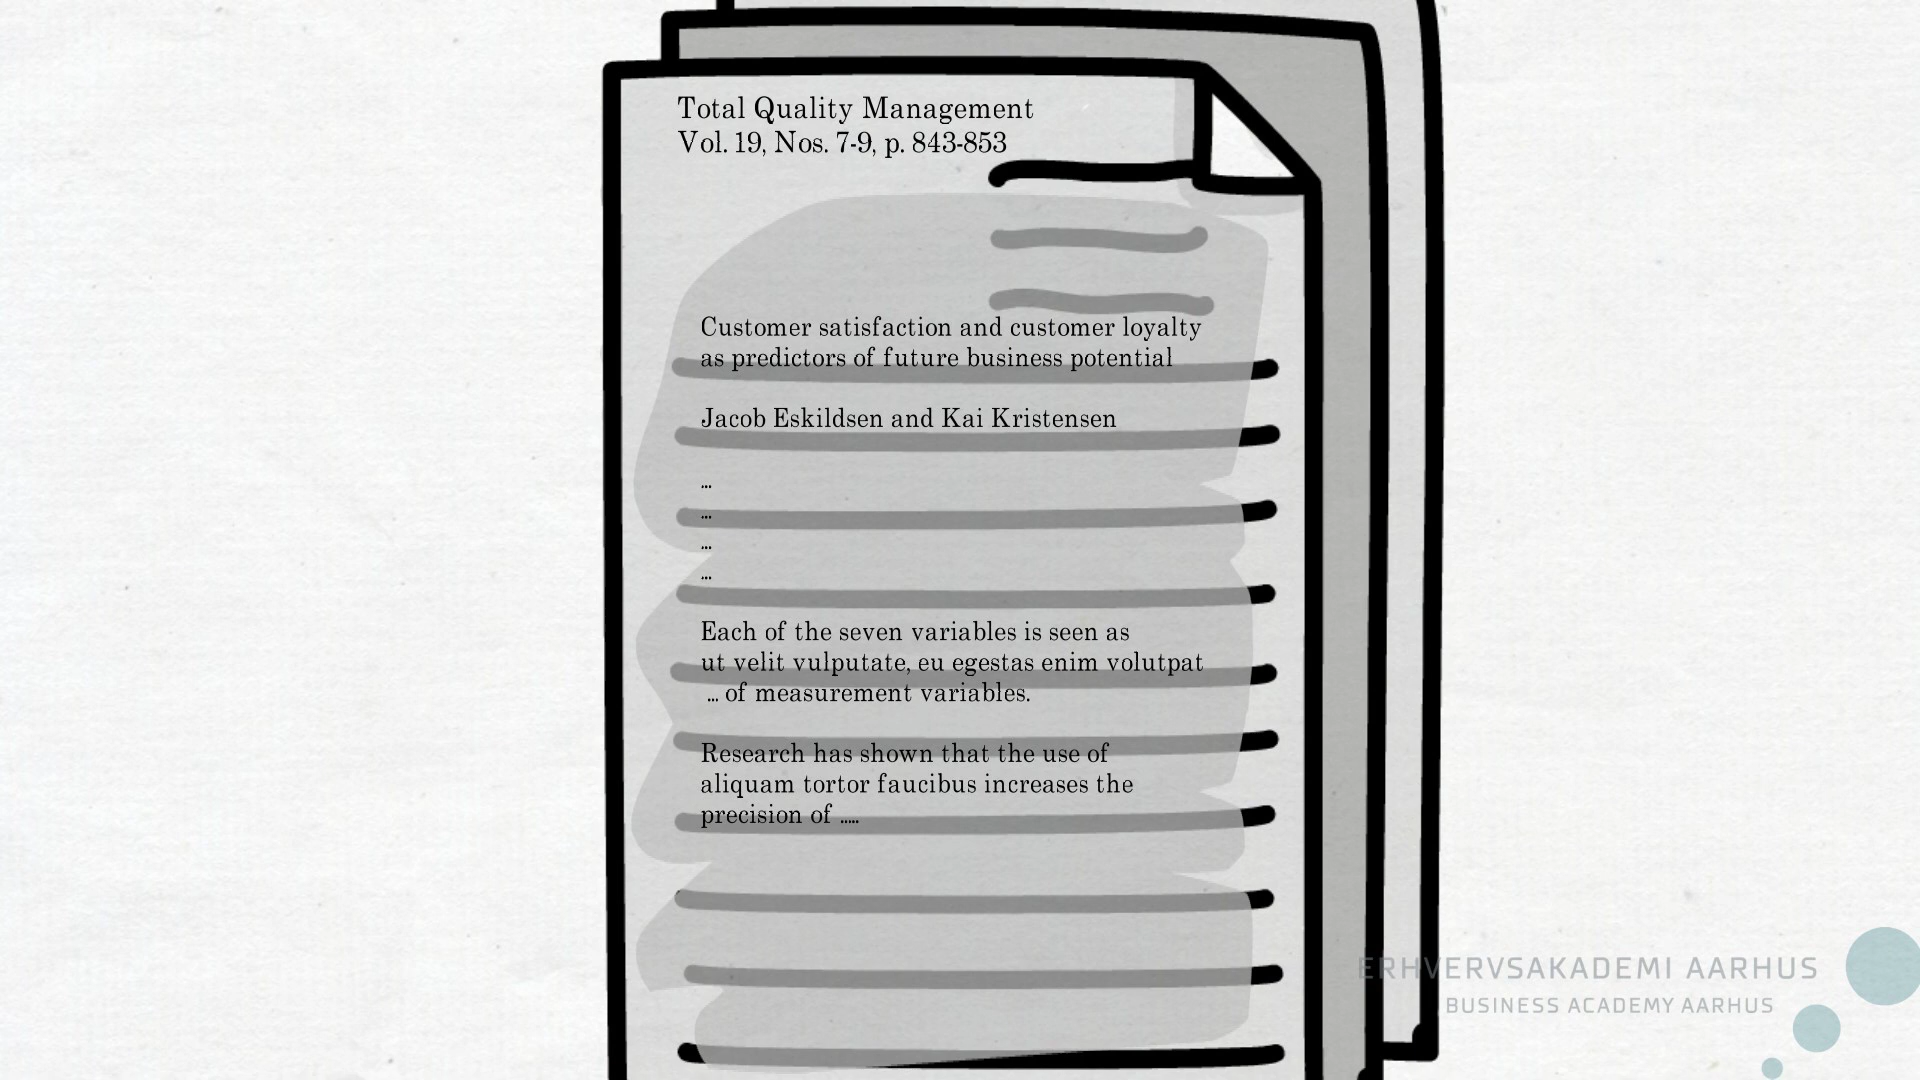 Total Quality Management
Vol. 19, Nos. 7-9, p. 843-853
Customer satisfaction and customer loyalty
as predictors of future business potential
Jacob Eskildsen and Kai Kristensen
...
...
...
...
Each of the seven variables is seen as
ut velit vulputate, eu egestas enim volutpat
... of measurement variables.
Research has shown that the use of
aliquam tortor faucibus increases the
precision of .....
ERHVERVSAKADEMI AARHUS
BUSINESS ACADEMY AARHUS